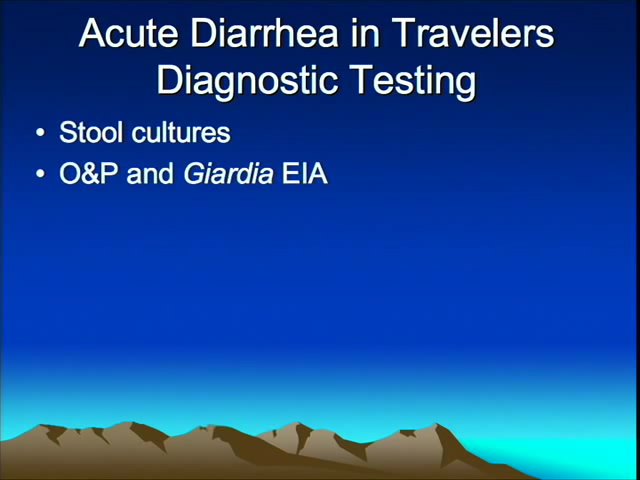 Acute Diarrhea in Travelers
Diagnostic Testing
• Stool cultures
• O&P and Giardia EIA